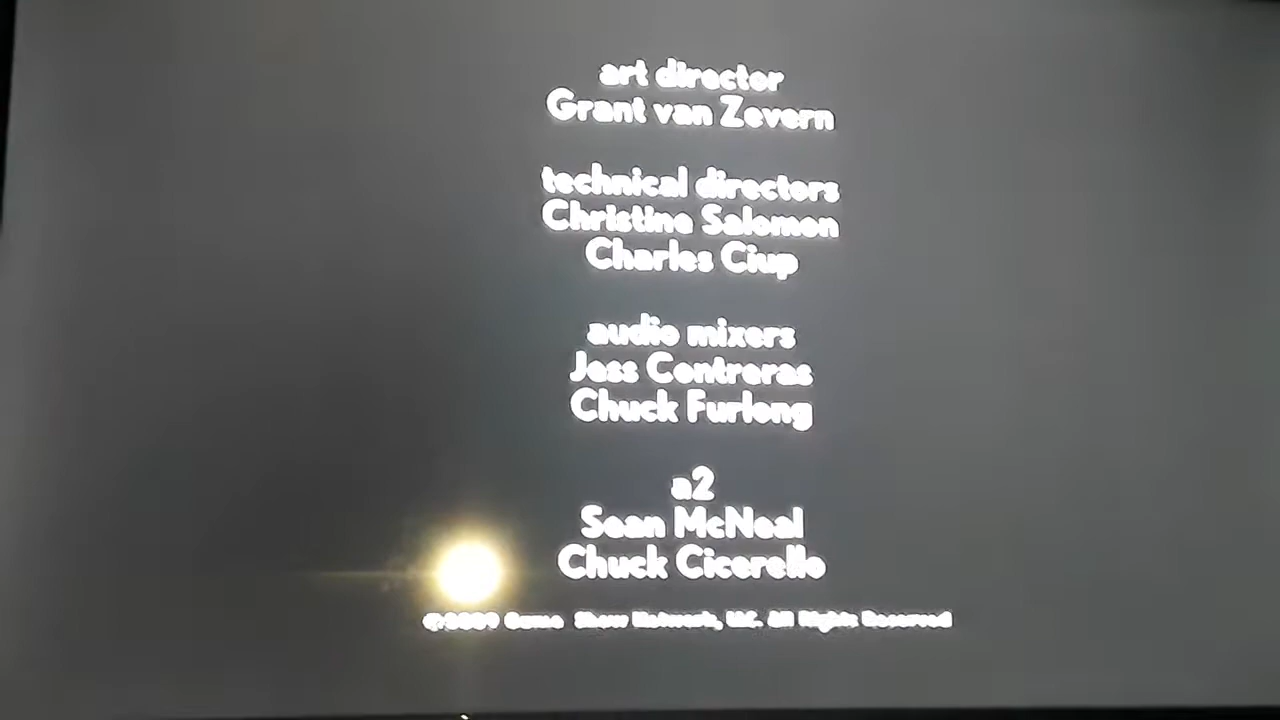 art director
Grant van Zevern
technical directors
Christine Salomon
Charles Ciup
audio mixers
Jess Contreras
Chuck Furlong
a2
Sean McNeal
Chuck Cicerello
©2009 Game Show Network, LLC. All Rights Reserved